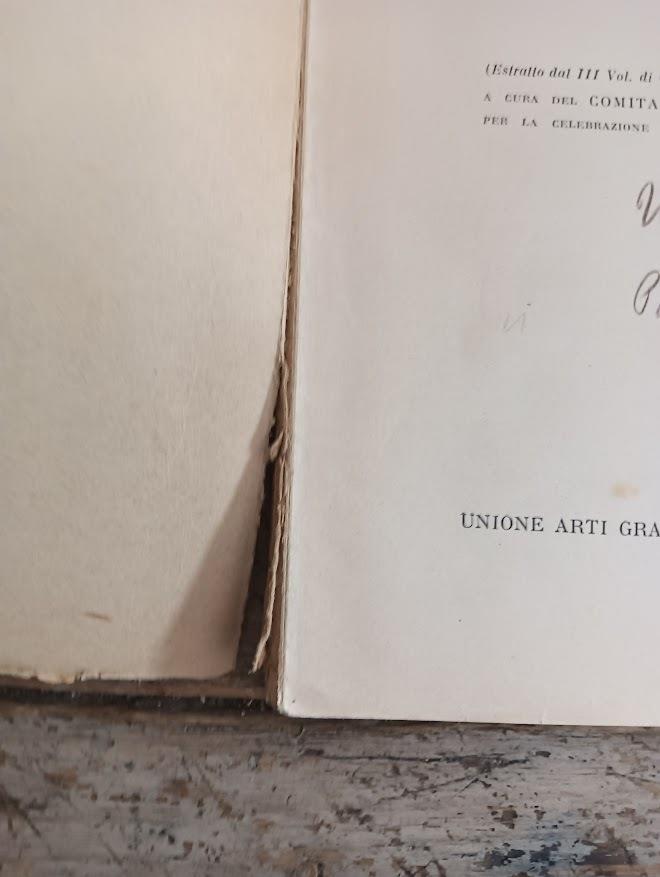 (Estratto dal III Vol. di
A CURA DEL COMITA
PER LA CELEBRAZIONE
UNIONE ARTI GRA